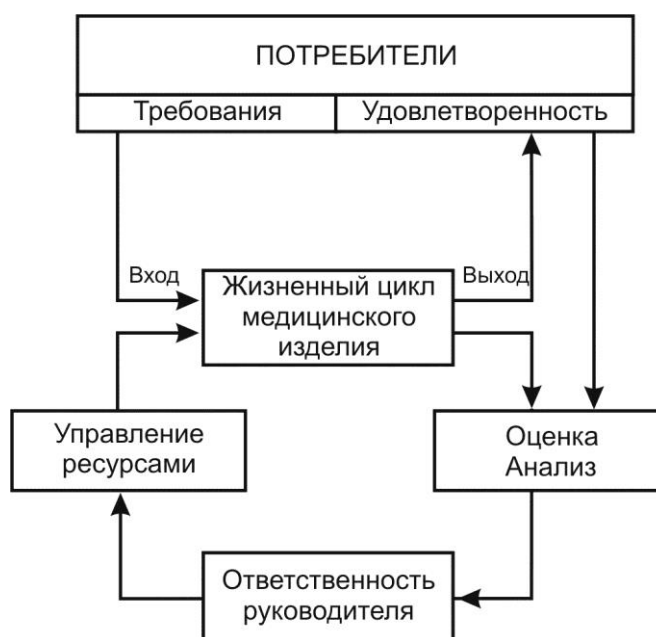 ПОТРЕБИТЕЛИ
Требования
Удовлетворенность
Вход
Выход
Жизненный цикл
медицинского
изделия
Управление
ресурсами
Оценка
Анализ
Ответственность
руководителя